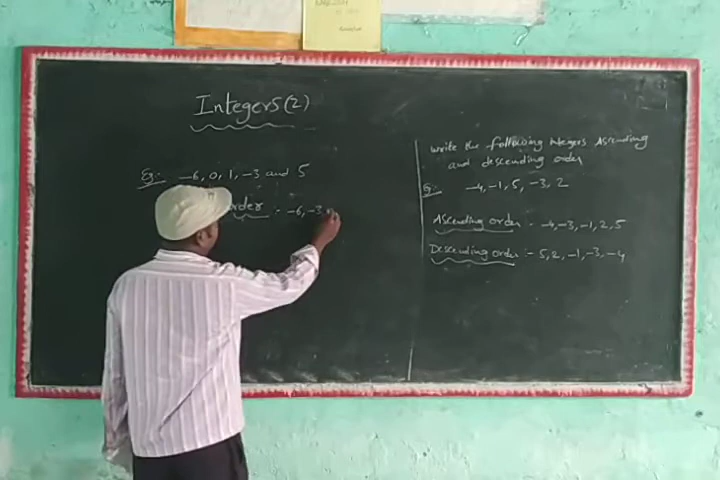 Integers (2)
Eg:- -6, 0, 1, -3 and 5
order :- -6, -3,
Write the following Integers Ascending
and descending order
Eg:- -4, -1, 5, -3, 2
Ascending order - -4, -3, -1, 2, 5
Descending order :- 5, 2, -1, -3, -4